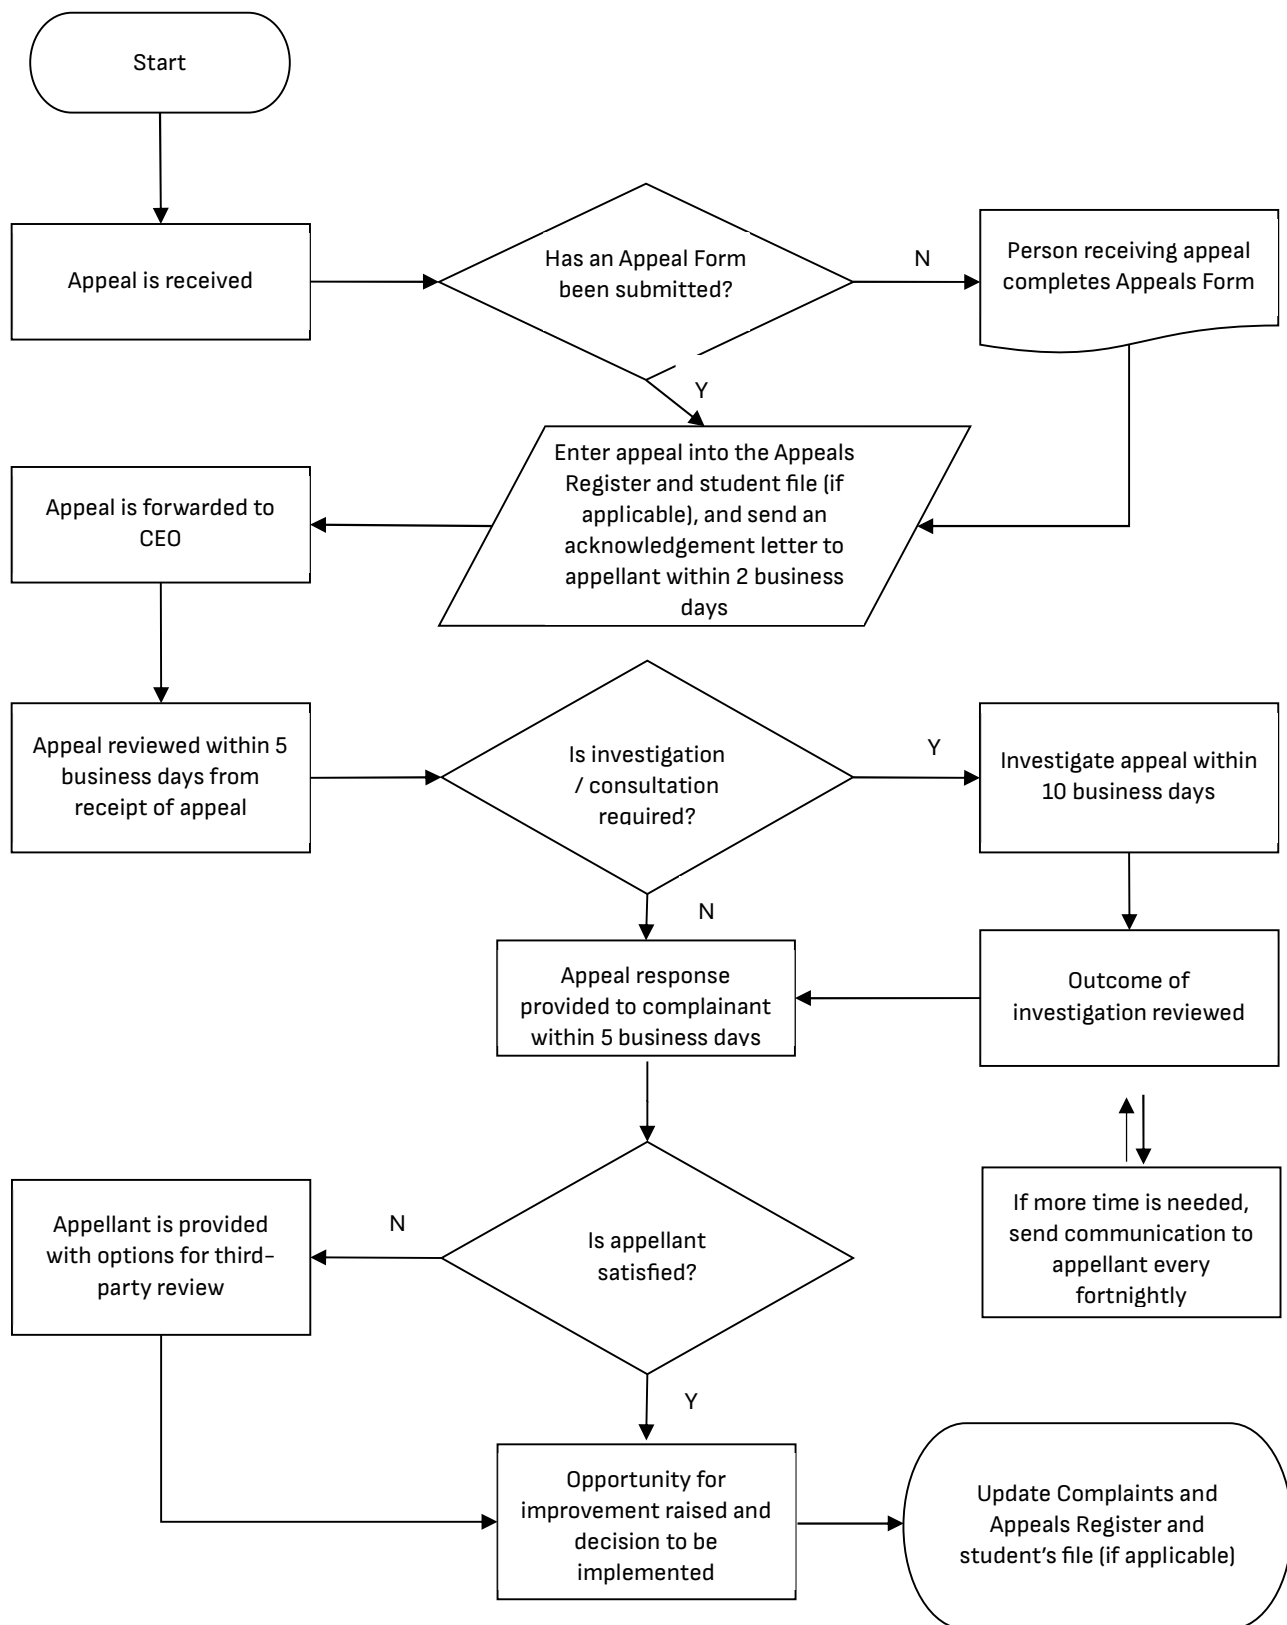 Start
Appeal is received
Has an Appeal Form
been submitted?
N
Person receiving appeal
completes Appeals Form
Y
Enter appeal into the Appeals
Register and student file (if
applicable), and send an
acknowledgement letter to
appellant within 2 business
days
Appeal is forwarded to
CEO
Appeal reviewed within 5
business days from
receipt of appeal
Is investigation
/ consultation
required?
Y
Investigate appeal within
10 business days
N
Appeal response
provided to complainant
within 5 business days
Outcome of
investigation reviewed
If more time is needed,
send communication to
appellant every
fortnightly
Is appellant
satisfied?
N
Appellant is provided
with options for third-
party review
Y
Opportunity for
improvement raised and
decision to be
implemented
Update Complaints and
Appeals Register and
student's file (if applicable)